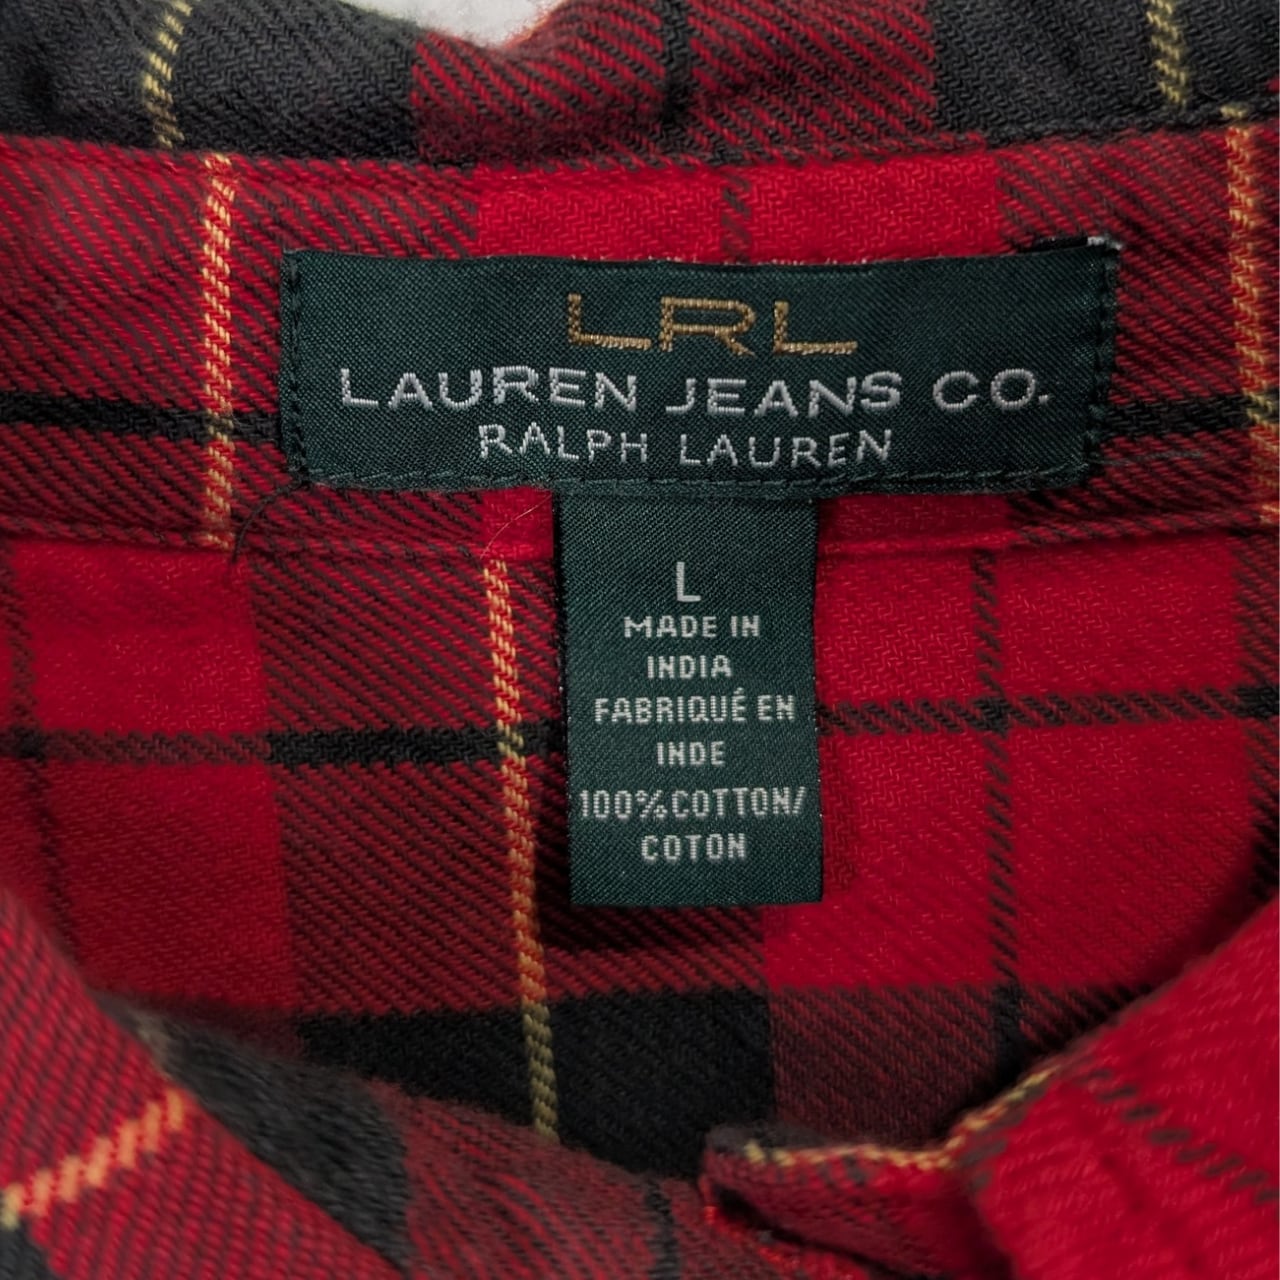 LRL
LAUREN JEANS CO.
RALPH LAUREN
L
MADE IN
INDIA
FABRIQUÉ EN
INDE
100% COTTON/
COTON